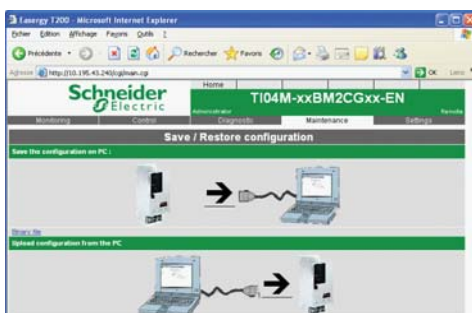 Easergy T200 - Microsoft Internet Explorer
Fichier Edition Affichage Favoris Outils ?
Précédente Rechercher Favoris
Adresse http://10.195.43.240/cgi/main.cgi OK Liens
Schneider Electric
Home
TI04M-xxBM2CGxx-EN
Administrator Remote
Monitoring Control Diagnostic Maintenance Settings
Save / Restore configuration
Save the configuration on PC :
Binary file
Upload configuration from the PC